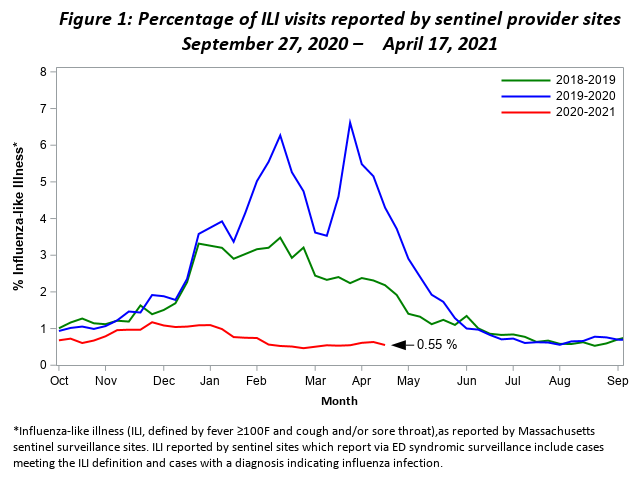 Figure 1: Percentage of ILI visits reported by sentinel provider sites
September 27, 2020 – April 17, 2021
8
7
6
5
4
3
2
1
0
% Influenza-like Illness*
2018-2019
2019-2020
2020-2021
0.55 %
Oct Nov Dec Jan Feb Mar Apr May Jun Jul Aug Sep
Month
*Influenza-like illness (ILI, defined by fever ≥100F and cough and/or sore throat),as reported by Massachusetts
sentinel surveillance sites. ILI reported by sentinel sites which report via ED syndromic surveillance include cases
meeting the ILI definition and cases with a diagnosis indicating influenza infection.